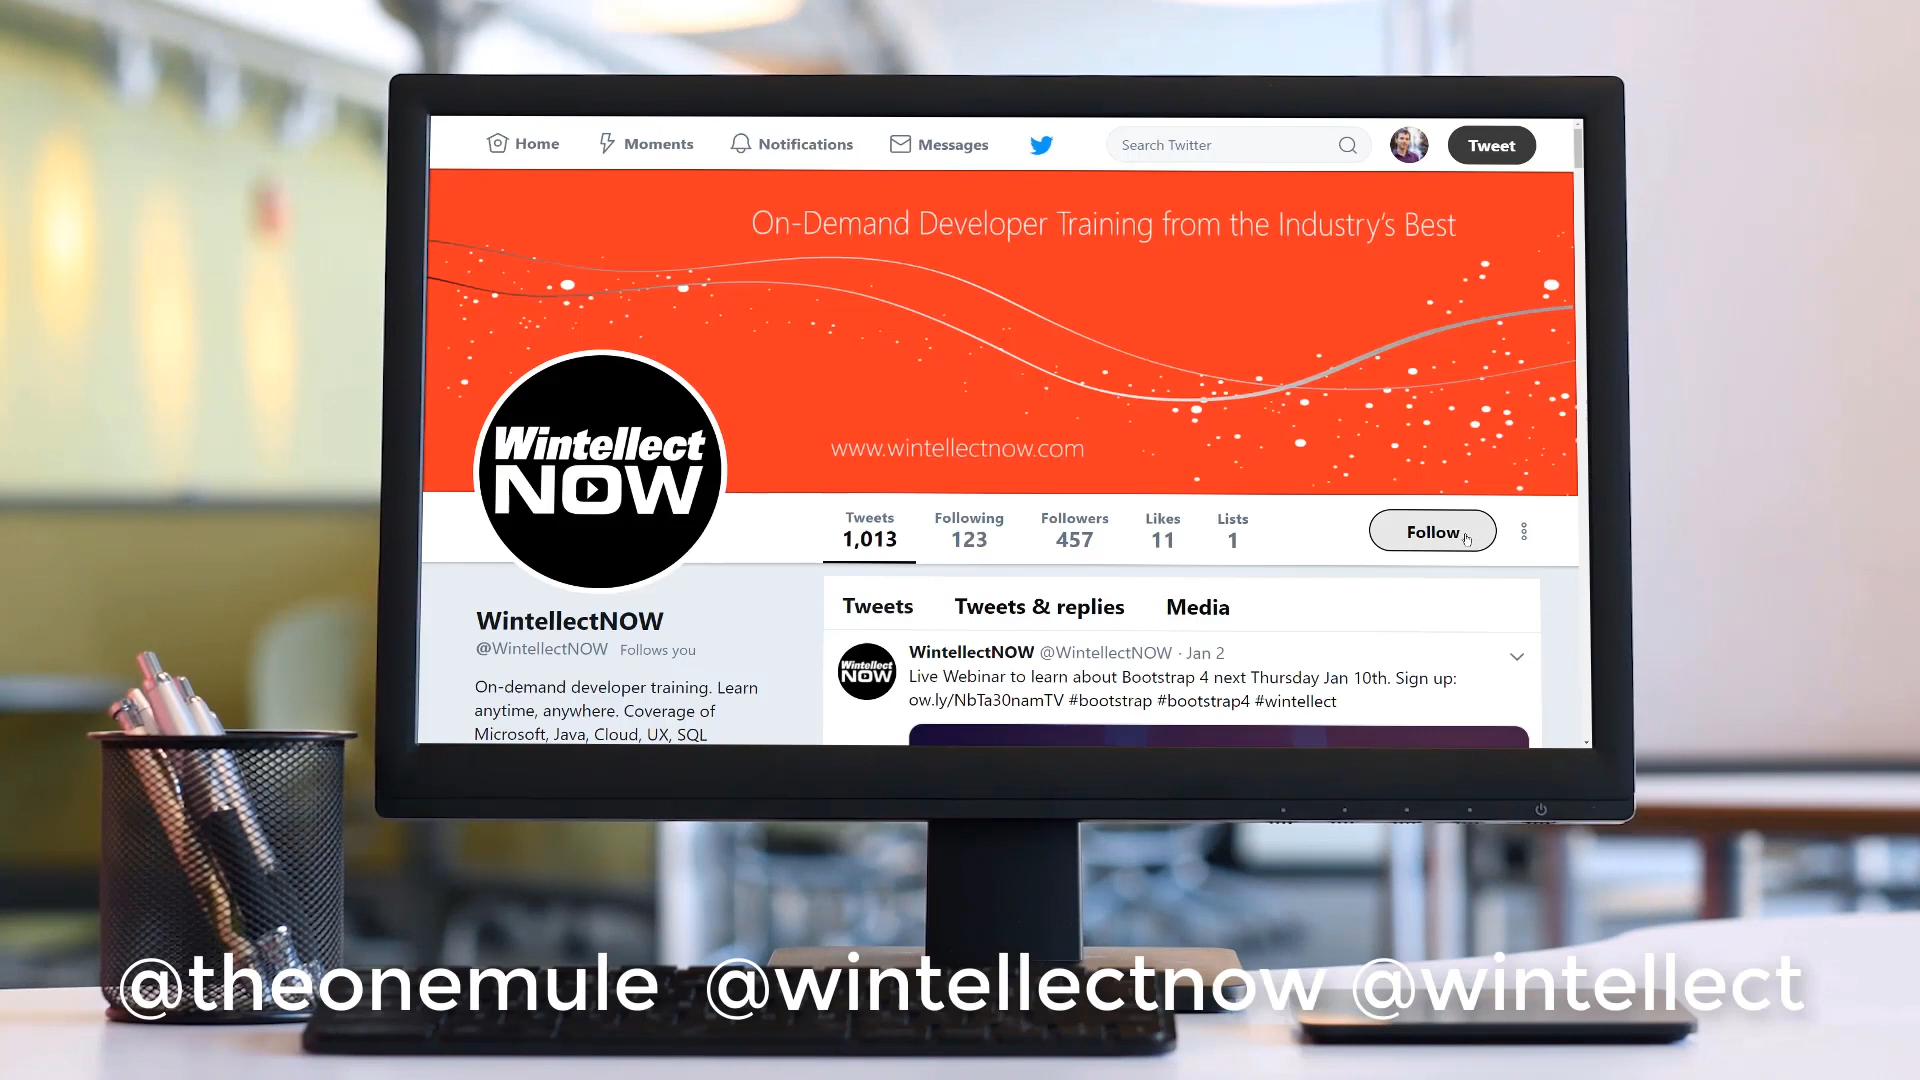 Home Moments Notifications Messages Search Twitter Tweet
On-Demand Developer Training from the Industry's Best
Wintellect
NOW
www.wintellectnow.com
Tweets Following Followers Likes Lists
1,013 123 457 11 1
Follow
WintellectNOW
@WintellectNOW Follows you
On-demand developer training. Learn
anytime, anywhere. Coverage of
Microsoft, Java, Cloud, UX, SQL
Tweets Tweets & replies Media
Wintellect
NOW
WintellectNOW @WintellectNOW · Jan 2
Live Webinar to learn about Bootstrap 4 next Thursday Jan 10th. Sign up:
ow.ly/NbTa30namTV #bootstrap #bootstrap4 #wintellect
@theonemule @wintellectnow @wintellect